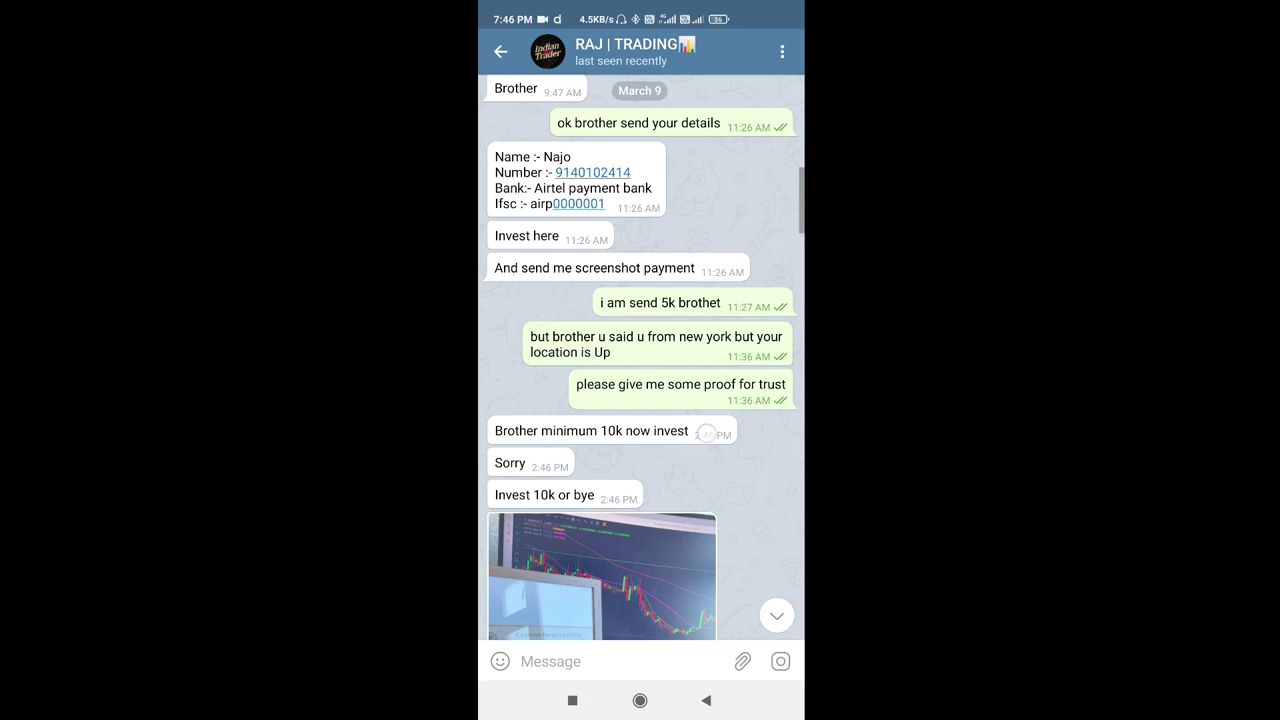 7:46 PM
4.5KB/s
36
RAJ | TRADING📊
last seen recently
Indian
Trader
Brother 9:47 AM
March 9
ok brother send your details 11:26 AM
Name :- Najo
Number :- 9140102414
Bank:- Airtel payment bank
Ifsc :- airp0000001 11:26 AM
Invest here 11:26 AM
And send me screenshot payment 11:26 AM
i am send 5k brothet 11:27 AM
but brother u said u from new york but your
location is Up 11:36 AM
please give me some proof for trust
11:36 AM
Brother minimum 10k now invest 2:46 PM
Sorry 2:46 PM
Invest 10k or bye 2:46 PM
Message